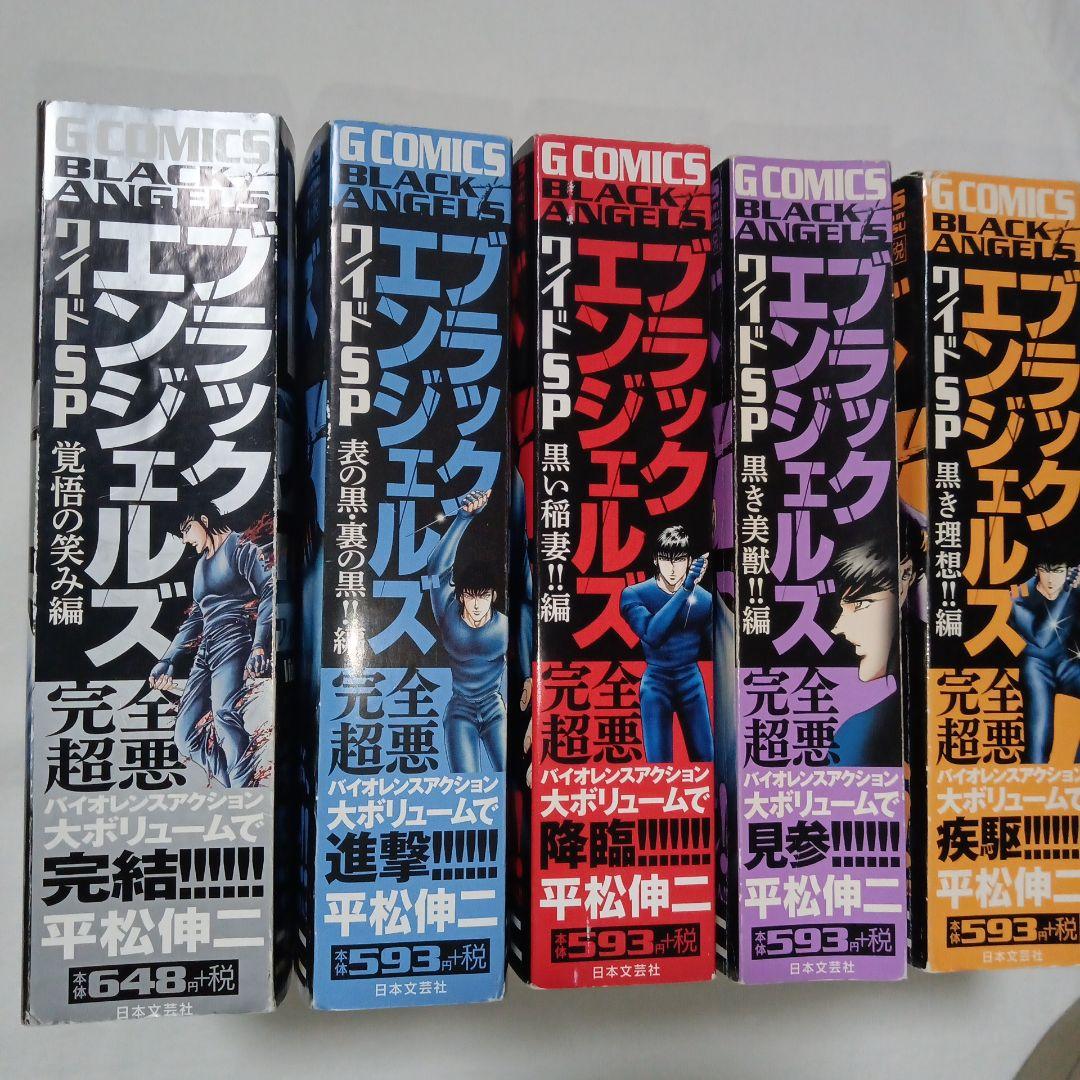 G COMICS
BLACK
ANGELS
ブラック
エンジェルズ
ワイドSP
覚悟の笑み編
完全
超悪
バイオレンスアクション
大ボリュームで
完結!!!!!!
平松伸二
本体648円+税
日本文芸社
G COMICS
BLACK
ANGELS
ブラック
エンジェルズ
ワイドSP
表の黒・裏の黒!!編
完全
超悪
バイオレンスアクション
大ボリュームで
進撃!!!!!!
平松伸二
本体593円+税
日本文芸社
G COMICS
BLACK
ANGELS
ブラック
エンジェルズ
ワイドSP
黒い稲妻!!編
完全
超悪
バイオレンスアクション
大ボリュームで
降臨!!!!!!!
平松伸二
本体593円+税
日本文芸社
G COMICS
BLACK
ANGELS
ブラック
エンジェルズ
ワイドSP
黒き美獣!!編
完全
超悪
バイオレンスアクション
大ボリュームで
見参!!!!!!
平松伸二
本体593円+税
日本文芸社
G COMICS
BLACK
ANGELS
ブラック
エンジェルズ
ワイドSP
黒き理想!!編
完全
超悪
バイオレンスアクション
大ボリュームで
疾駆!!!!!!
平松伸二
本体593円+税
日本文芸社